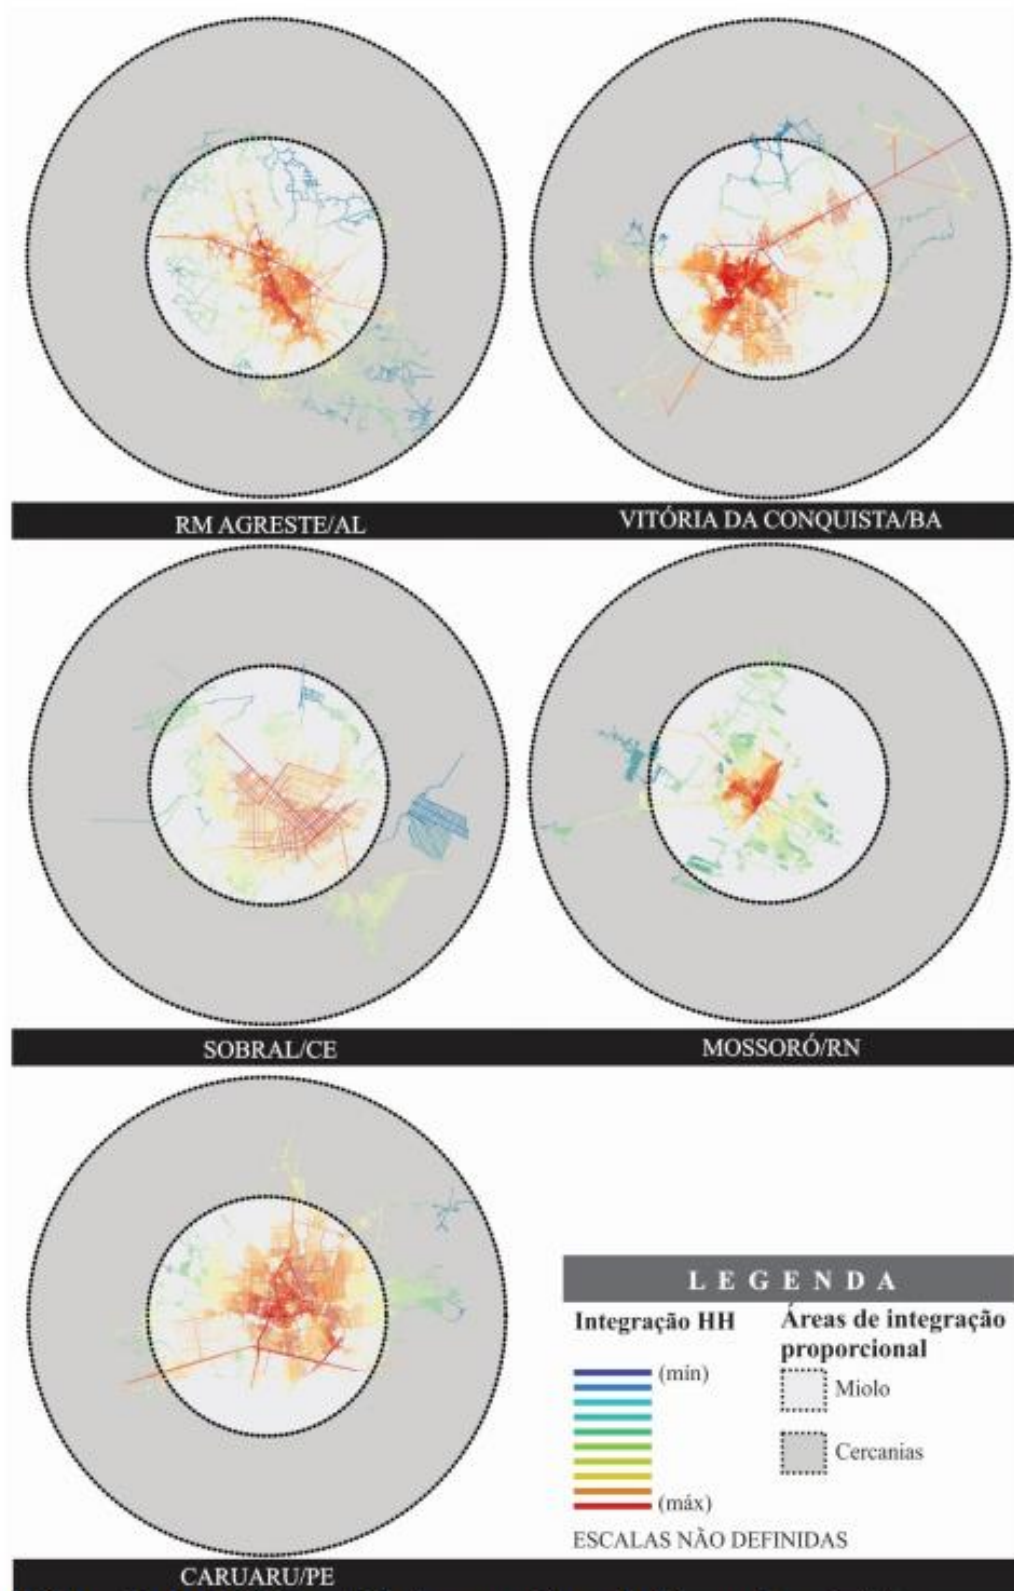 RM AGRESTE/AL
VITÓRIA DA CONQUISTA/BA
SOBRAL/CE
MOSSORÓ/RN
LEGENDA
Integração HH
(mín)
(máx)
Áreas de integração
proporcional
Miolo
Cercanias
ESCALAS NÃO DEFINIDAS
CARUARU/PE